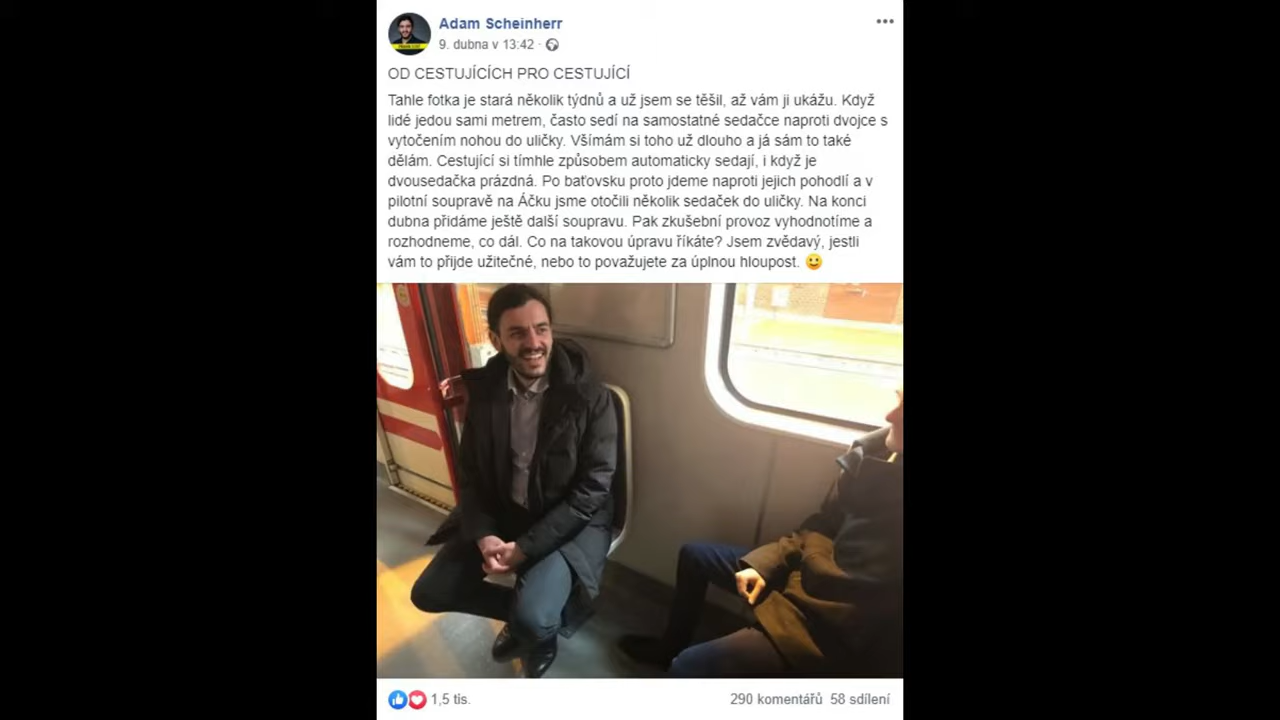 Adam Scheinherr
9. dubna v 13:42 ·
OD CESTUJÍCÍCH PRO CESTUJÍCÍ
Tahle fotka je stará několik týdnů a už jsem se těšil, až vám ji ukážu. Když
lidé jedou sami metrem, často sedí na samostatné sedačce naproti dvojce s
vytočením nohou do uličky. Všímám si toho už dlouho a já sám to také
dělám. Cestující si tímhle způsobem automaticky sedají, i když je
dvousedačka prázdná. Po baťovsku proto jdeme naproti jejich pohodlí a v
pilotní soupravě na Áčku jsme otočili několik sedaček do uličky. Na konci
dubna přidáme ještě další soupravu. Pak zkušební provoz vyhodnotíme a
rozhodneme, co dál. Co na takovou úpravu říkáte? Jsem zvědavý, jestli
vám to přijde užitečné, nebo to považujete za úplnou hloupost. 🙂
1,5 tis.
290 komentářů 58 sdílení